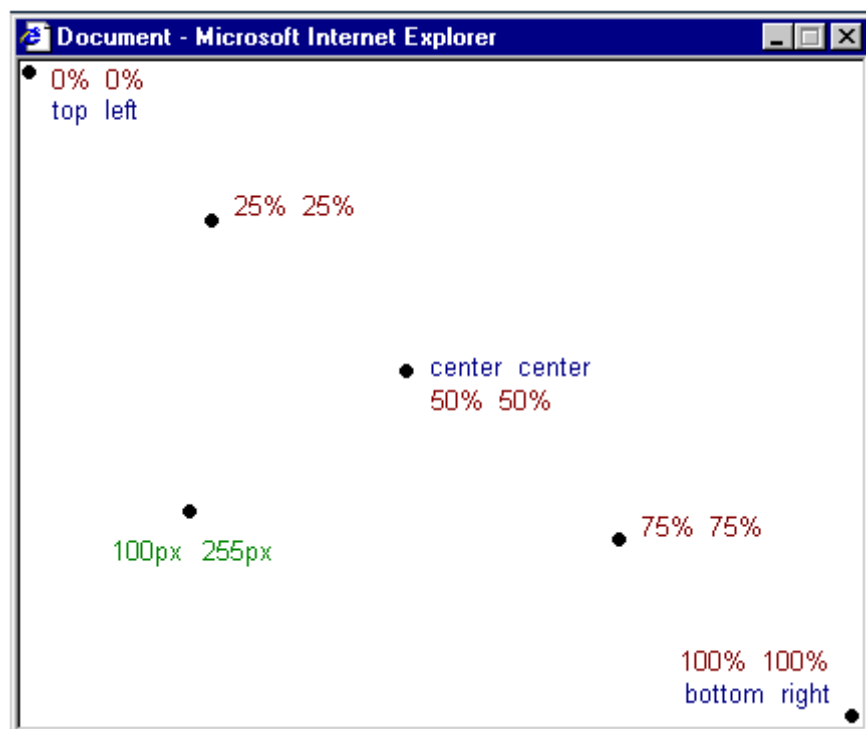 Document - Microsoft Internet Explorer
0% 0%
top left
25% 25%
center center
50% 50%
100px 255px
75% 75%
100% 100%
bottom right